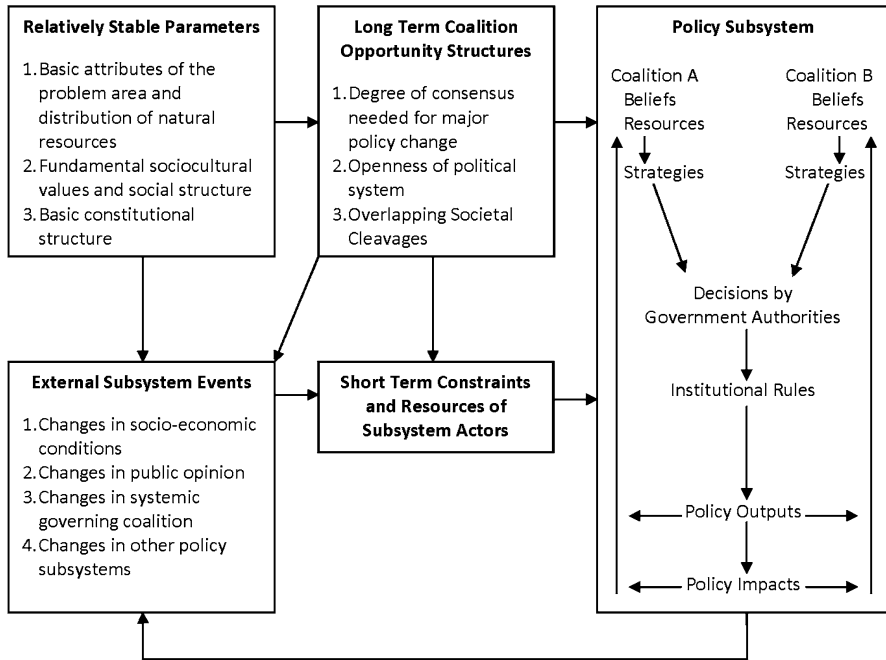 Relatively Stable Parameters
1. Basic attributes of the
problem area and
distribution of natural
resources
2. Fundamental sociocultural
values and social structure
3. Basic constitutional
structure
Long Term Coalition
Opportunity Structures
1. Degree of consensus
needed for major
policy change
2. Openness of political
system
3. Overlapping Societal
Cleavages
External Subsystem Events
1. Changes in socio-economic
conditions
2. Changes in public opinion
3. Changes in systemic
governing coalition
4. Changes in other policy
subsystems
Short Term Constraints
and Resources of
Subsystem Actors
Policy Subsystem
Coalition A
Beliefs
Resources
Strategies
Coalition B
Beliefs
Resources
Strategies
Decisions by
Government Authorities
Institutional Rules
Policy Outputs
Policy Impacts